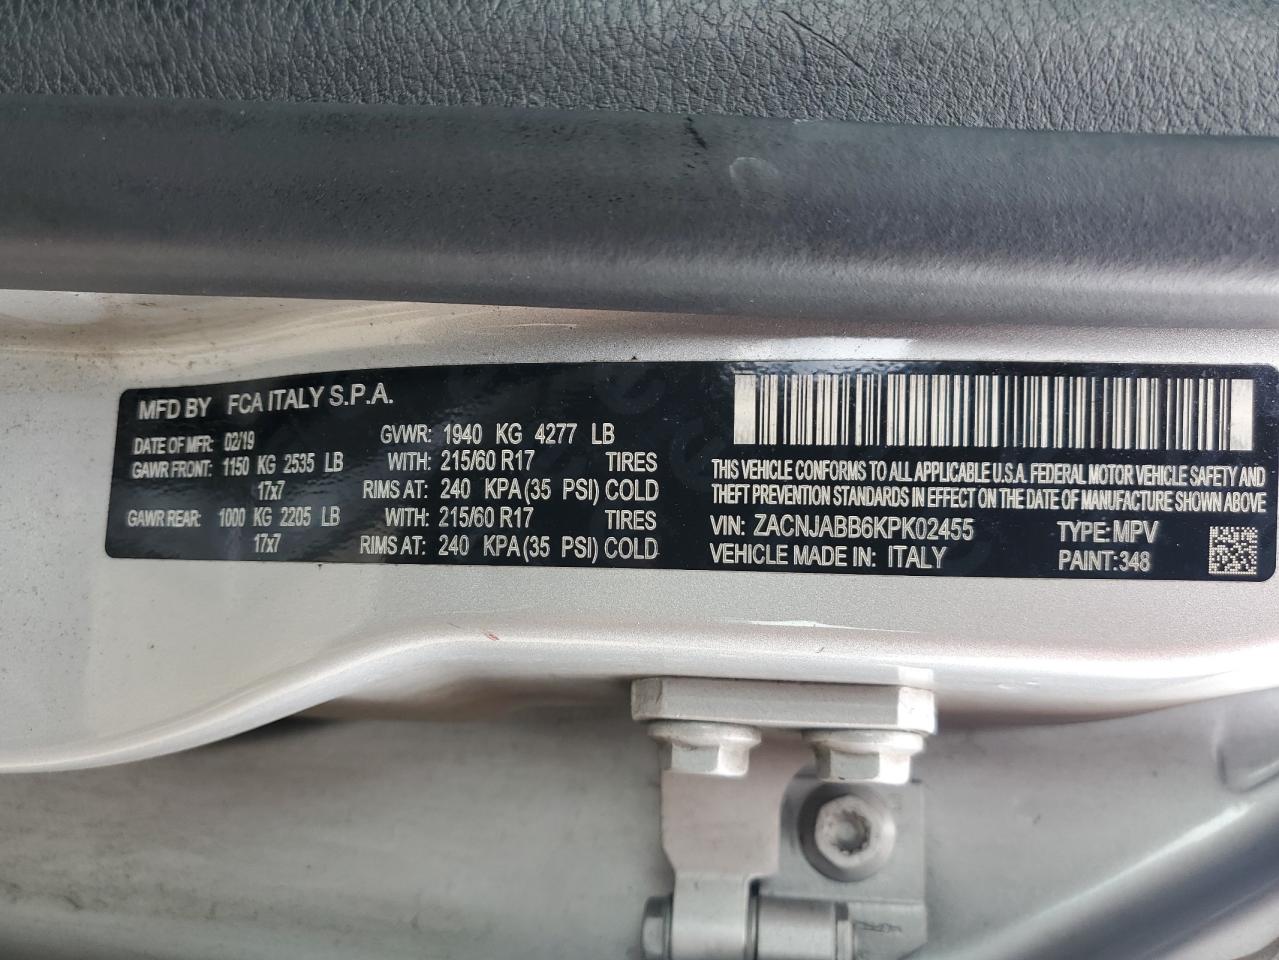 MFD BY FCA ITALY S.P.A.
DATE OF MFR: 02/19 GVWR: 1940 KG 4277 LB
GAWR FRONT: 1150 KG 2535 LB WITH: 215/60 R17 TIRES
17x7 RIMS AT: 240 KPA (35 PSI) COLD
GAWR REAR: 1000 KG 2205 LB WITH: 215/60 R17 TIRES
17x7 RIMS AT: 240 KPA (35 PSI) COLD
THIS VEHICLE CONFORMS TO ALL APPLICABLE U.S.A. FEDERAL MOTOR VEHICLE SAFETY AND
THEFT PREVENTION STANDARDS IN EFFECT ON THE DATE OF MANUFACTURE SHOWN ABOVE
VIN: ZACNJABB6KPK02455 TYPE: MPV
VEHICLE MADE IN: ITALY PAINT: 348